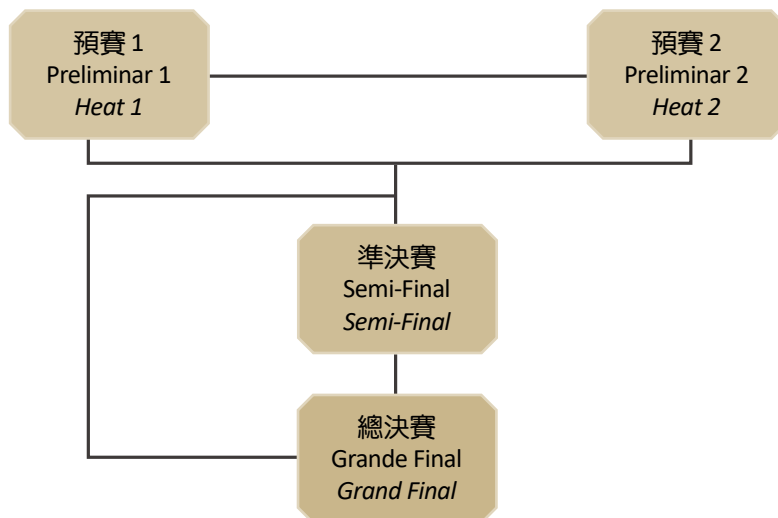 預賽 1
Preliminar 1
Heat 1
預賽 2
Preliminar 2
Heat 2
準決賽
Semi-Final
Semi-Final
總決賽
Grande Final
Grand Final